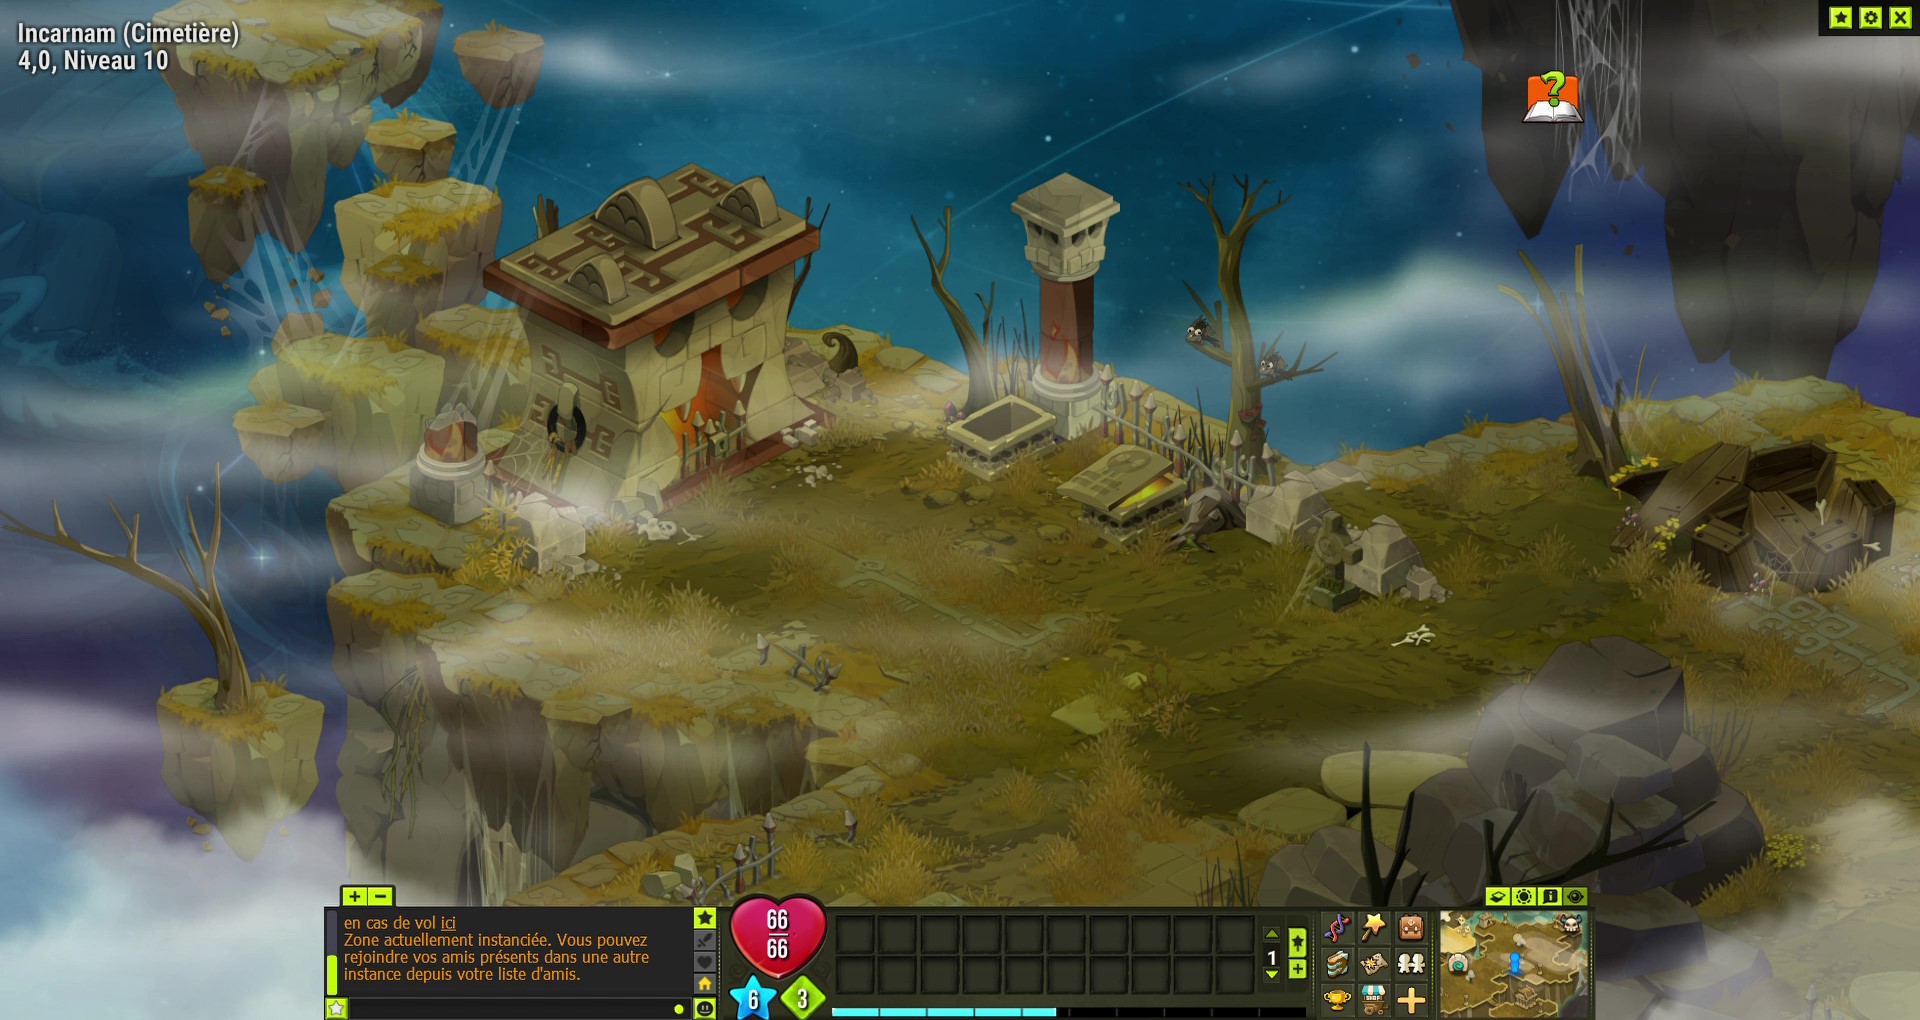 Incarnam (Cimetière)
4,0, Niveau 10
?
en cas de vol ici
Zone actuellement instanciée. Vous pouvez
rejoindre vos amis présents dans une autre
instance depuis votre liste d'amis.
66
66
6
3
1
SHOP